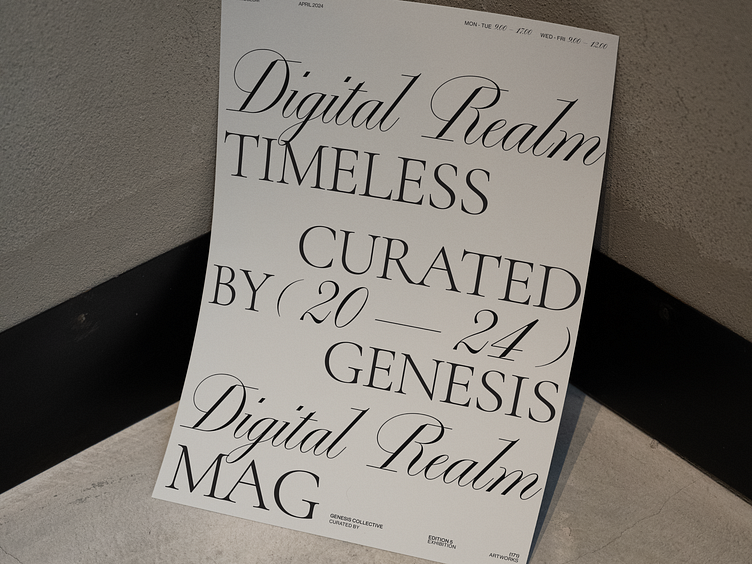 APRIL 2024
MON - TUE 9:00 – 17:00 WED - FRI 9:00 – 12:00
Digital Realm
TIMELESS
CURATED
BY ( 20 — 24 )
GENESIS
Digital Realm
MAG
GENESIS COLLECTIVE
CURATED BY
EDITION 5
EXHIBITION
ARTWORKS